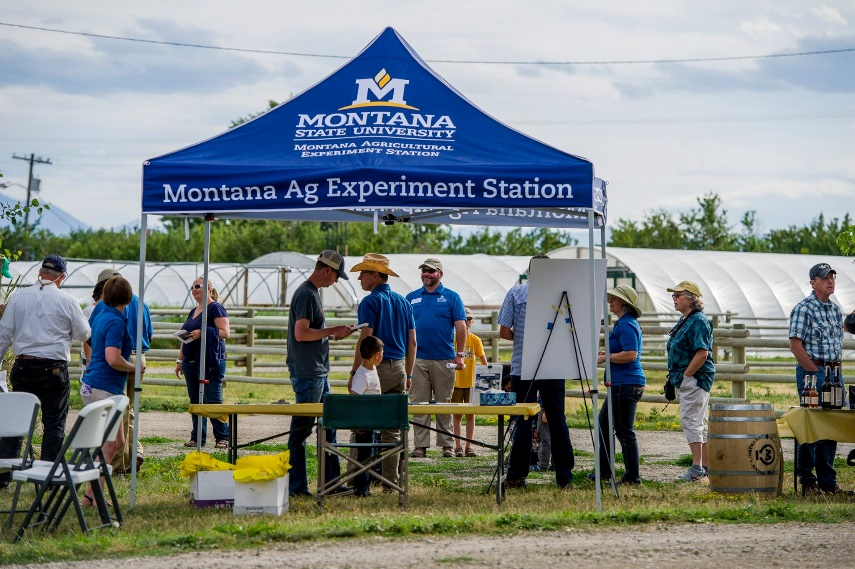 M
MONTANA
STATE UNIVERSITY
MONTANA AGRICULTURAL
EXPERIMENT STATION
Montana Ag Experiment Station